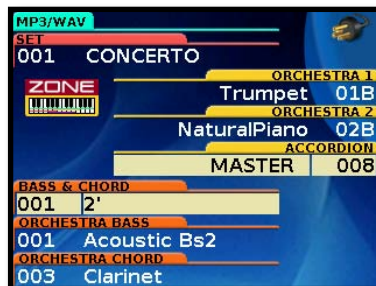 MP3/WAV
SET
001 CONCERTO
ZONE
ORCHESTRA 1
Trumpet 01B
ORCHESTRA 2
NaturalPiano 02B
ACCORDION
MASTER 008
BASS & CHORD
001 2'
ORCHESTRA BASS
001 Acoustic Bs2
ORCHESTRA CHORD
003 Clarinet